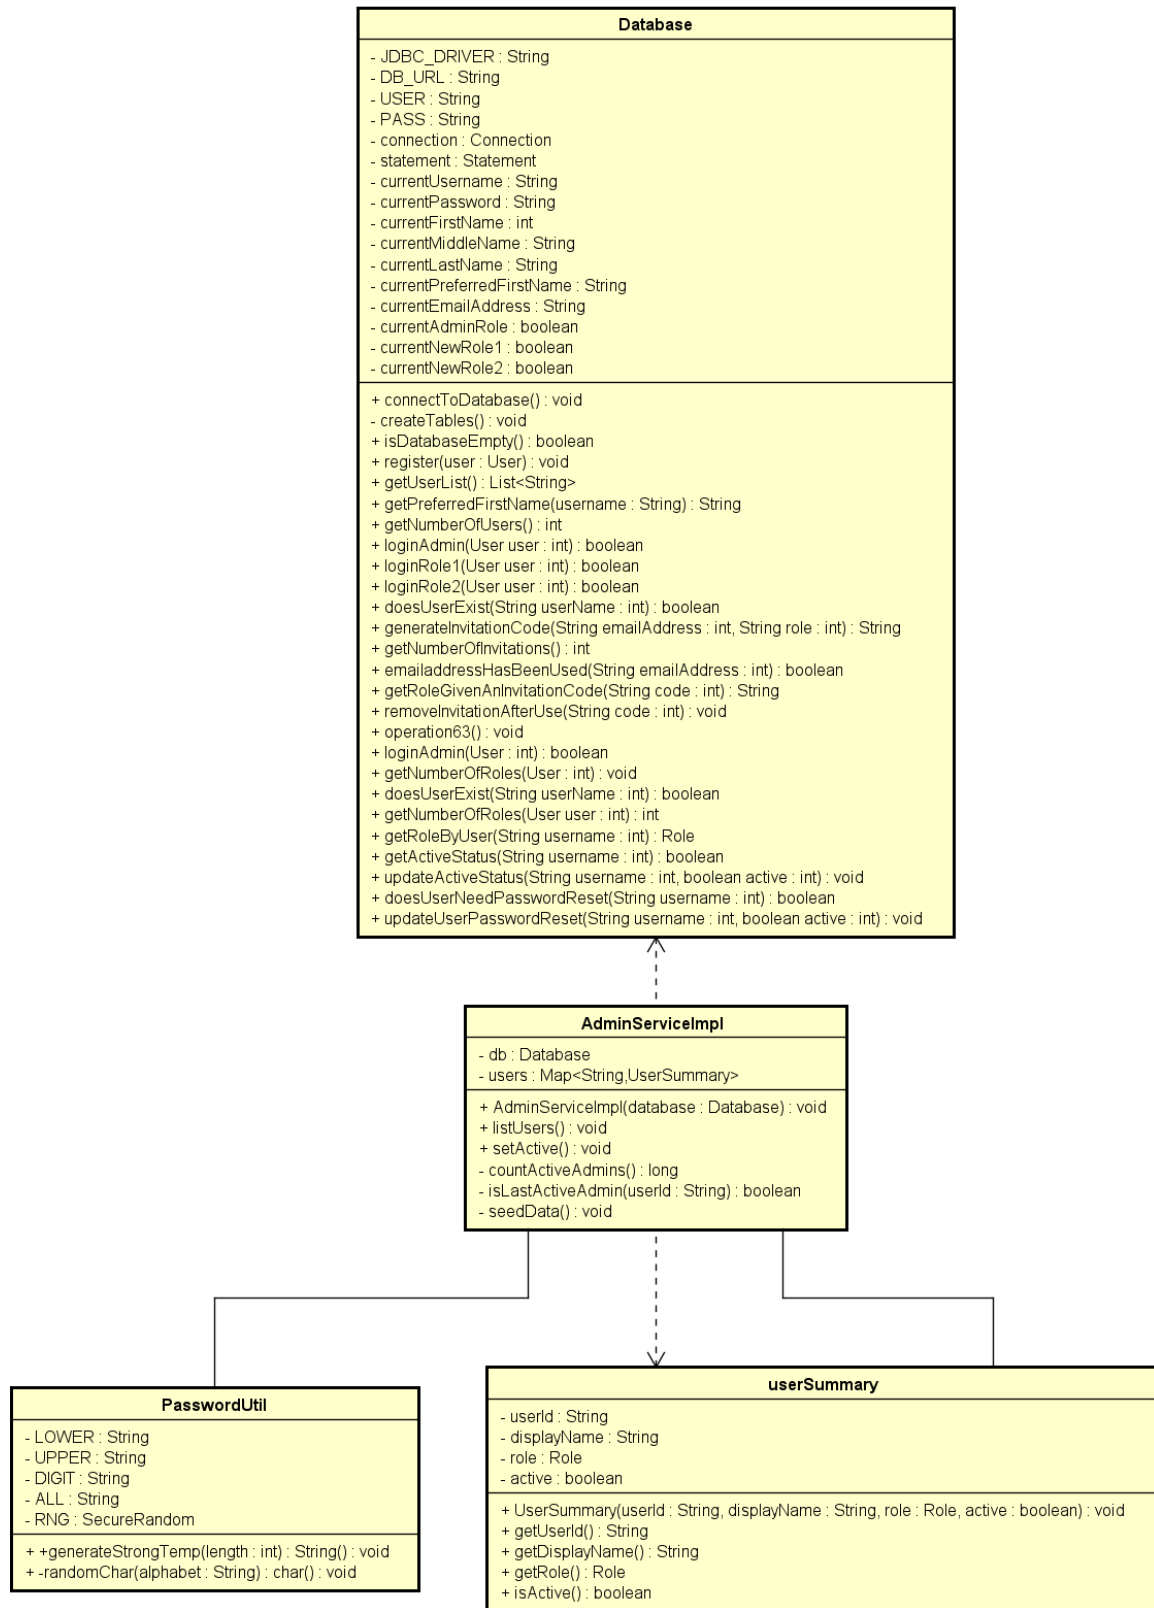 Database
- JDBC_DRIVER : String
- DB_URL : String
- USER : String
- PASS : String
- connection : Connection
- statement : Statement
- currentUsername : String
- currentPassword : String
- currentFirstName : int
- currentMiddleName : String
- currentLastName : String
- currentPreferredFirstName : String
- currentEmailAddress : String
- currentAdminRole : boolean
- currentNewRole1 : boolean
- currentNewRole2 : boolean
+ connectToDatabase() : void
- createTables() : void
+ isDatabaseEmpty() : boolean
+ register(user : User) : void
+ getUserList() : List<String>
+ getPreferredFirstName(username : String) : String
+ getNumberOfUsers() : int
+ loginAdmin(User user : int) : boolean
+ loginRole1(User user : int) : boolean
+ loginRole2(User user : int) : boolean
+ doesUserExist(String userName : int) : boolean
+ generateInvitationCode(String emailAddress : int, String role : int) : String
+ getNumberOfInvitations() : int
+ emailaddressHasBeenUsed(String emailAddress : int) : boolean
+ getRoleGivenAnInvitationCode(String code : int) : String
+ removeInvitationAfterUse(String code : int) : void
+ operation63() : void
+ loginAdmin(User : int) : boolean
+ getNumberOfRoles(User : int) : void
+ doesUserExist(String userName : int) : boolean
+ getNumberOfRoles(User user : int) : int
+ getRoleByUser(String username : int) : Role
+ getActiveStatus(String username : int) : boolean
+ updateActiveStatus(String username : int, boolean active : int) : void
+ doesUserNeedPasswordReset(String username : int) : boolean
+ updateUserPasswordReset(String username : int, boolean active : int) : void
AdminServiceImpl
- db : Database
- users : Map<String,UserSummary>
+ AdminServiceImpl(database : Database) : void
+ listUsers() : void
+ setActive() : void
- countActiveAdmins() : long
- isLastActiveAdmin(userId : String) : boolean
- seedData() : void
PasswordUtil
- LOWER : String
- UPPER : String
- DIGIT : String
- ALL : String
- RNG : SecureRandom
+ +generateStrongTemp(length : int) : String() : void
+ -randomChar(alphabet : String) : char() : void
userSummary
- userId : String
- displayName : String
- role : Role
- active : boolean
+ UserSummary(userId : String, displayName : String, role : Role, active : boolean) : void
+ getUserId() : String
+ getDisplayName() : String
+ getRole() : Role
+ isActive() : boolean